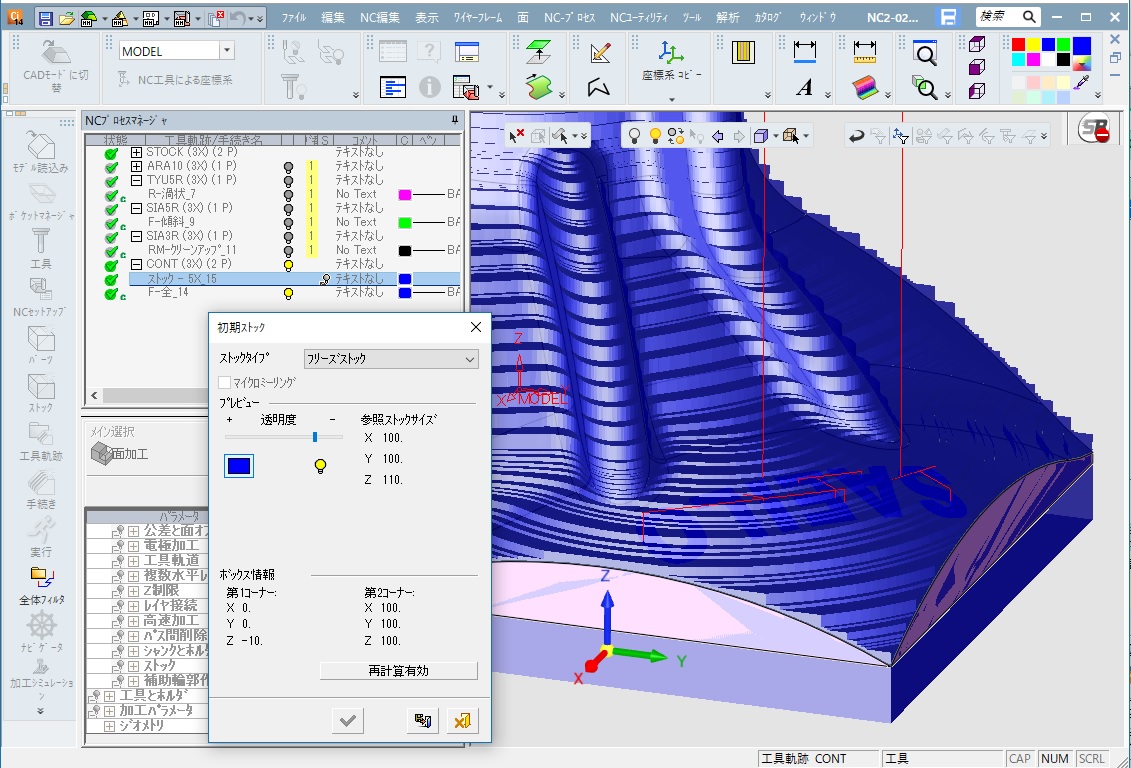 ファイル 編集 NC編集 表示 ワイヤーフレーム 面 NC-プロセス NCユーティリティ ツール 解析 カタログ ウィンドウ NC2-02... 検索
CADモードに切替
MODEL
NC工具による座標系
座標系コピー
NCプロセスマネージャ
状態 工具軌跡/手続き名 S コメント C ペン
STOCK (3X) (2 P) テキストなし
ARA10 (3X) (1 P) 1 テキストなし
TYU5R (3X) (1 P) 1 テキストなし
R-渦状_7 1 No Text BA
SIA5R (3X) (1 P) 1 テキストなし
F-傾斜_9 1 No Text BA
SIA3R (3X) (1 P) 1 テキストなし
RM-クリーンアップ_11 1 No Text BA
CONT (3X) (2 P) テキストなし
ストック - 5X_15 テキストなし
F-全_14 テキストなし BA
モデル読込み
ポケットマネージャ
工具
NCセットアップ
パーツ
ストック
工具軌跡
手続き
実行
全体フィルタ
ナビゲータ
加工シミュレーション
メイン選択
面加工
パラメータ
公差と面オフ
電極加工
工具軌道
複数水平レ
Z制限
レイヤ接続
高速加工
パス間削除
シャンクとホル
ストック
補助輪郭作
工具とホルダ
加工パラメータ
ジオメトリ
初期ストック
ストックタイプ フリーズストック
マイクロミーリング
プレビュー
+ 透明度 - 参照ストックサイズ
X 100.
Y 100.
Z 110.
ボックス情報
第1コーナー: 第2コーナー:
X 0. X 100.
Y 0. Y 100.
Z -10. Z 100.
再計算有効
Z
X MODEL
Z
Y
X
工具軌跡 CONT 工具 CAP NUM SCRL